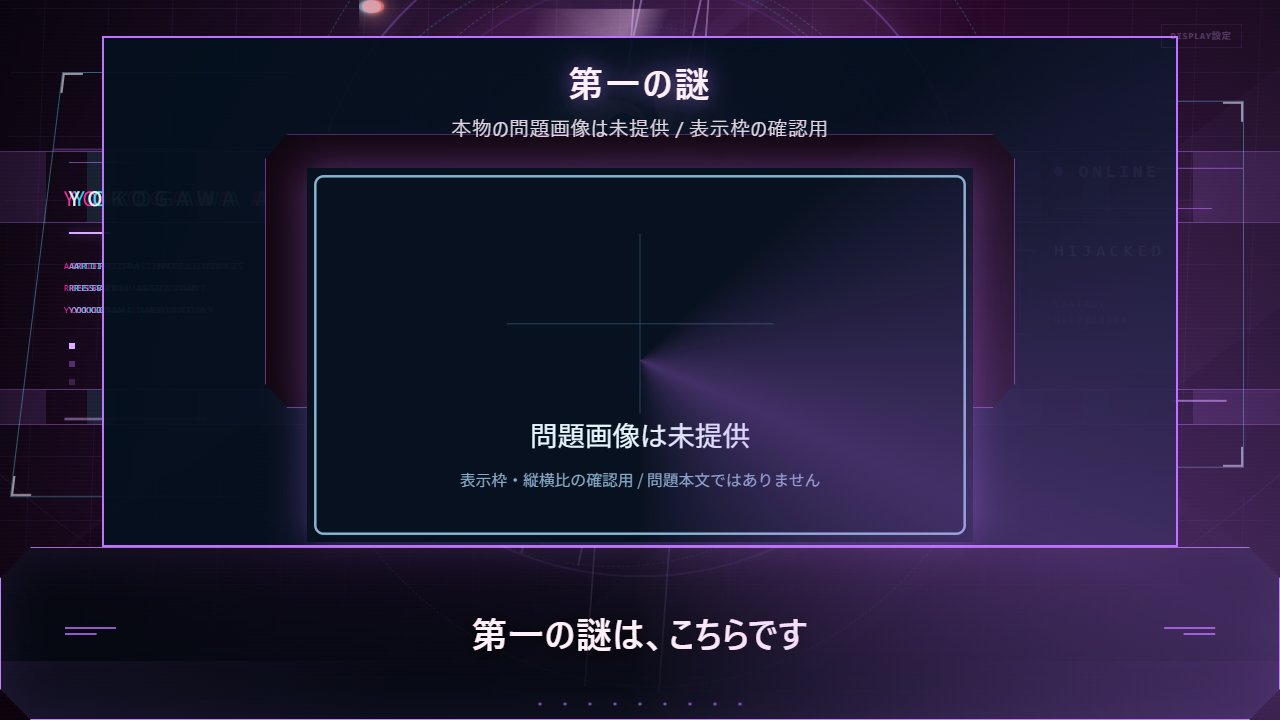 DISPLAY設定
第一の謎
本物の問題画像は未提供 / 表示枠の確認用
YOKOGAWA
ONLINE
HIJACKED
問題画像は未提供
表示枠・縦横比の確認用 / 問題本文ではありません
第一の謎は、こちらです